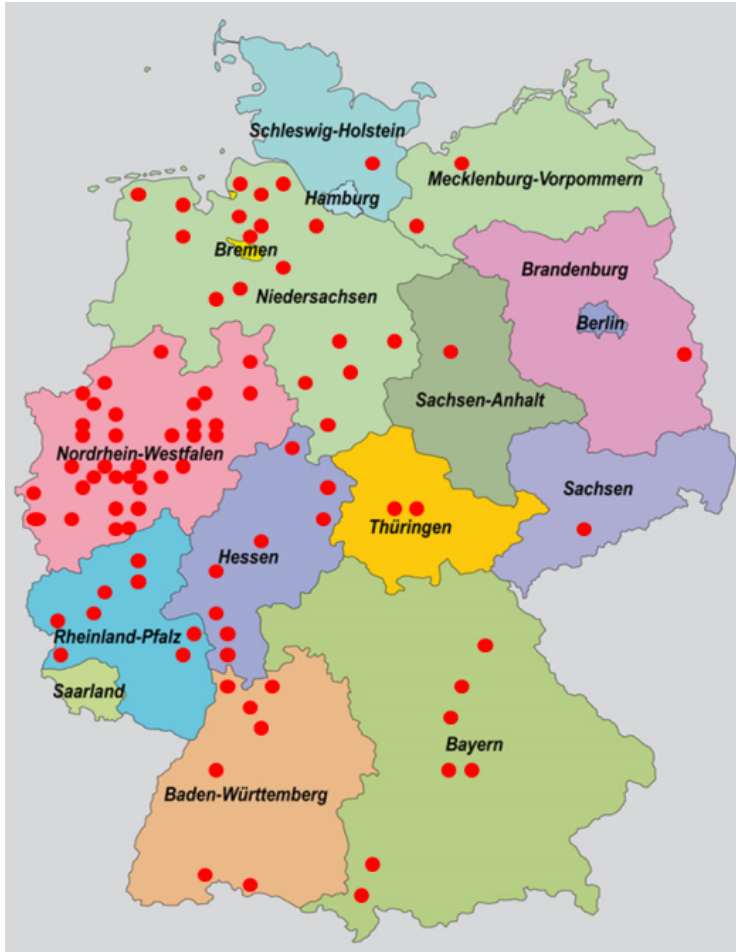 Schleswig-Holstein
Mecklenburg-Vorpommern
Hamburg
Bremen
Brandenburg
Niedersachsen
Berlin
Sachsen-Anhalt
Nordrhein-Westfalen
Sachsen
Thüringen
Hessen
Rheinland-Pfalz
Saarland
Bayern
Baden-Württemberg